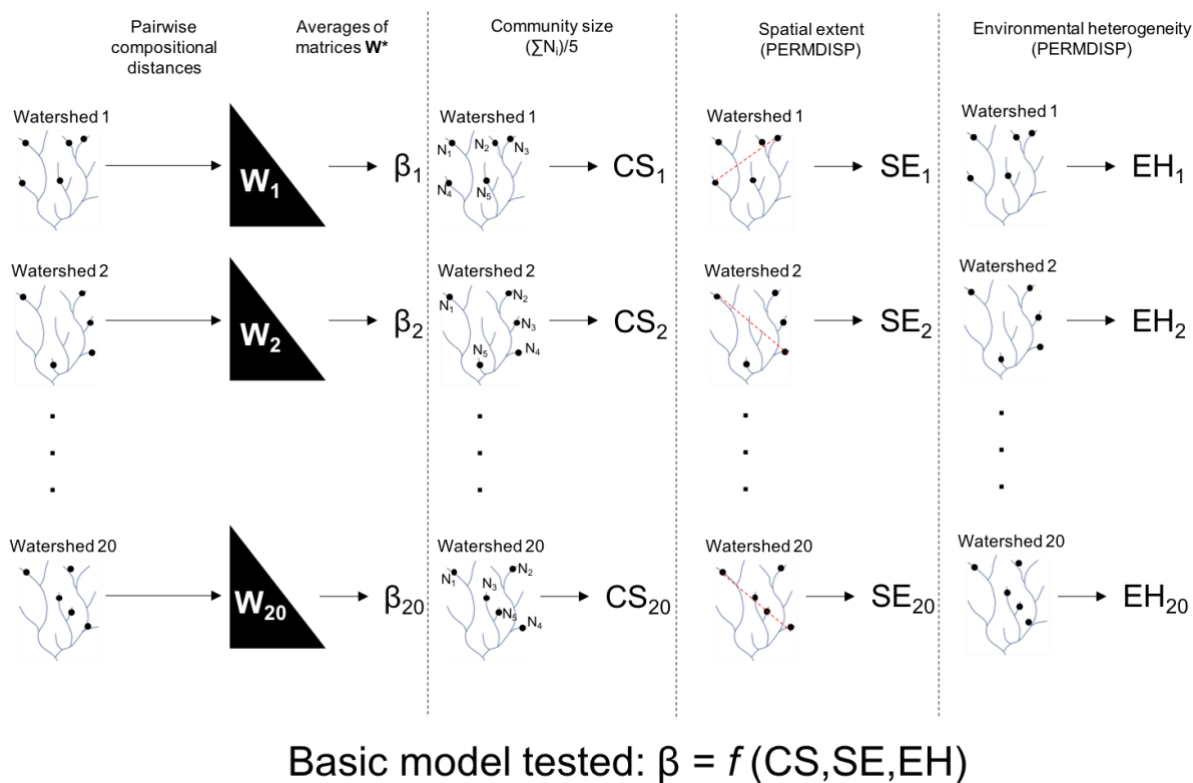 Pairwise
compositional
distances
Averages of
matrices W*
Community size
(∑Nᵢ)/5
Spatial extent
(PERMDISP)
Environmental heterogeneity
(PERMDISP)
Watershed 1
W₁
β₁
Watershed 1
N₁
N₂
N₃
N₄
N₅
CS₁
Watershed 1
SE₁
Watershed 1
EH₁
Watershed 2
W₂
β₂
Watershed 2
N₁
N₂
N₃
N₄
N₅
CS₂
Watershed 2
SE₂
Watershed 2
EH₂
Watershed 20
W₂₀
β₂₀
Watershed 20
N₁
N₂
N₃
N₅
N₄
CS₂₀
Watershed 20
SE₂₀
Watershed 20
EH₂₀
Basic model tested: β = f (CS,SE,EH)